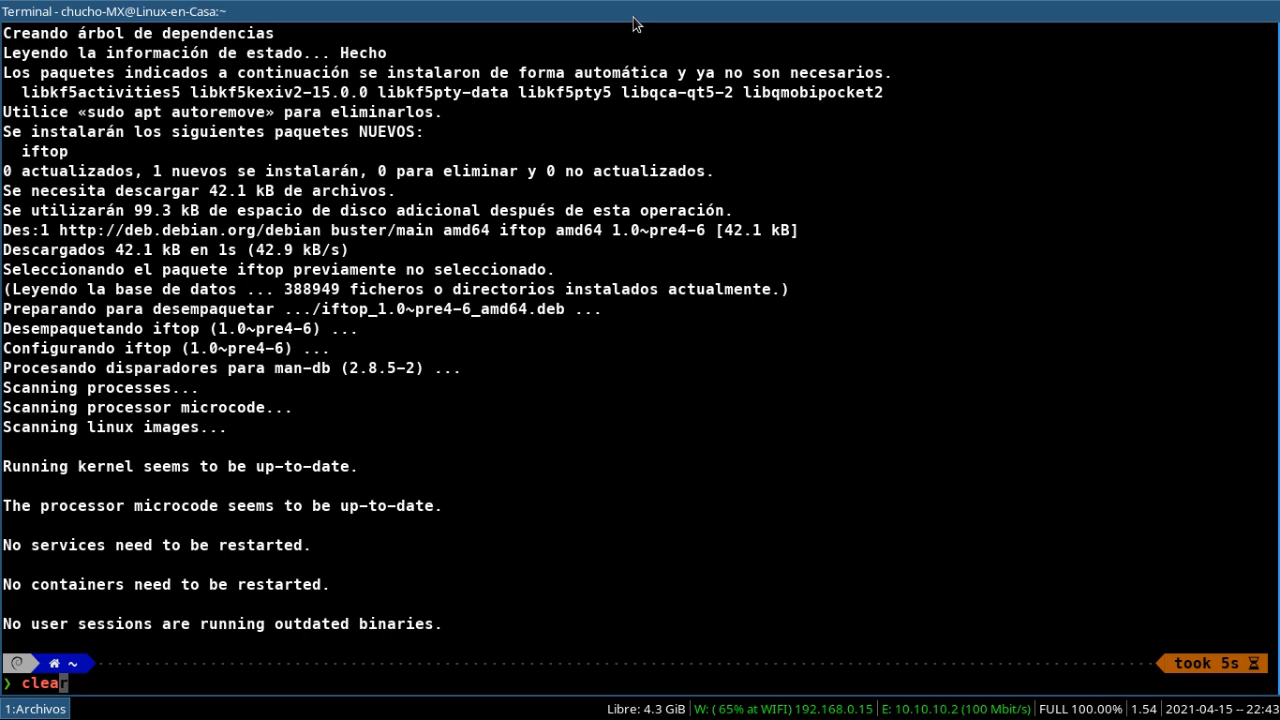 Terminal - chucho-MX@Linux-en-Casa:~
Creando árbol de dependencias
Leyendo la información de estado... Hecho
Los paquetes indicados a continuación se instalaron de forma automática y ya no son necesarios.
  libkf5activities5 libkf5kexiv2-15.0.0 libkf5pty-data libkf5pty5 libqca-qt5-2 libqmobipocket2
Utilice «sudo apt autoremove» para eliminarlos.
Se instalarán los siguientes paquetes NUEVOS:
  iftop
0 actualizados, 1 nuevos se instalarán, 0 para eliminar y 0 no actualizados.
Se necesita descargar 42.1 kB de archivos.
Se utilizarán 99.3 kB de espacio de disco adicional después de esta operación.
Des:1 http://deb.debian.org/debian buster/main amd64 iftop amd64 1.0~pre4-6 [42.1 kB]
Descargados 42.1 kB en 1s (42.9 kB/s)
Seleccionando el paquete iftop previamente no seleccionado.
(Leyendo la base de datos ... 388949 ficheros o directorios instalados actualmente.)
Preparando para desempaquetar .../iftop_1.0~pre4-6_amd64.deb ...
Desempaquetando iftop (1.0~pre4-6) ...
Configurando iftop (1.0~pre4-6) ...
Procesando disparadores para man-db (2.8.5-2) ...
Scanning processes...
Scanning processor microcode...
Scanning linux images...
Running kernel seems to be up-to-date.
The processor microcode seems to be up-to-date.
No services need to be restarted.
No containers need to be restarted.
No user sessions are running outdated binaries.
~ took 5s
❯ clear
1:Archivos Libre: 4.3 GiB | W: ( 65% at WIFI) 192.168.0.15 | E: 10.10.10.2 (100 Mbit/s) | FULL 100.00% | 1.54 | 2021-04-15 -- 22:43